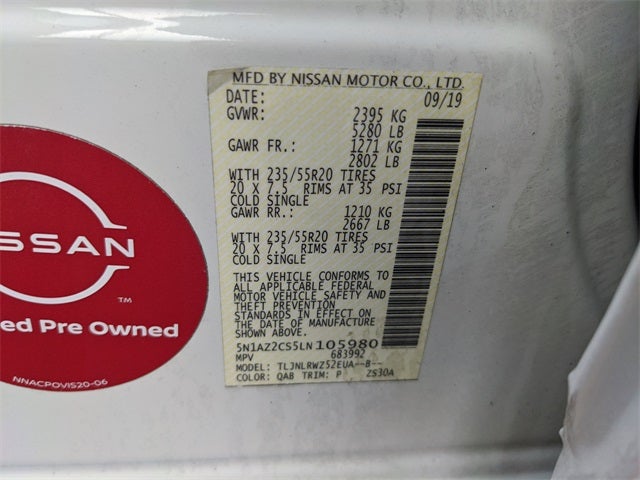 MFD BY NISSAN MOTOR CO., LTD.
DATE: 09/19
GVWR: 2395 KG
5280 LB
GAWR FR.: 1271 KG
2802 LB
WITH 235/55R20 TIRES
20 X 7.5 RIMS AT 35 PSI
COLD SINGLE
GAWR RR.: 1210 KG
2667 LB
WITH 235/55R20 TIRES
20 X 7.5 RIMS AT 35 PSI
COLD SINGLE
THIS VEHICLE CONFORMS TO
ALL APPLICABLE FEDERAL
MOTOR VEHICLE SAFETY AND
THEFT PREVENTION
STANDARDS IN EFFECT ON
THE DATE OF MANUFACTURE
SHOWN ABOVE.
5N1AZ2CS5LN105980
MPV 683992
MODEL: TLJNLRWZ52EUA--B--
COLOR: QAB TRIM: P ZS30A
ISSAN
™
ed Pre Owned
NNACPOVIS20-06